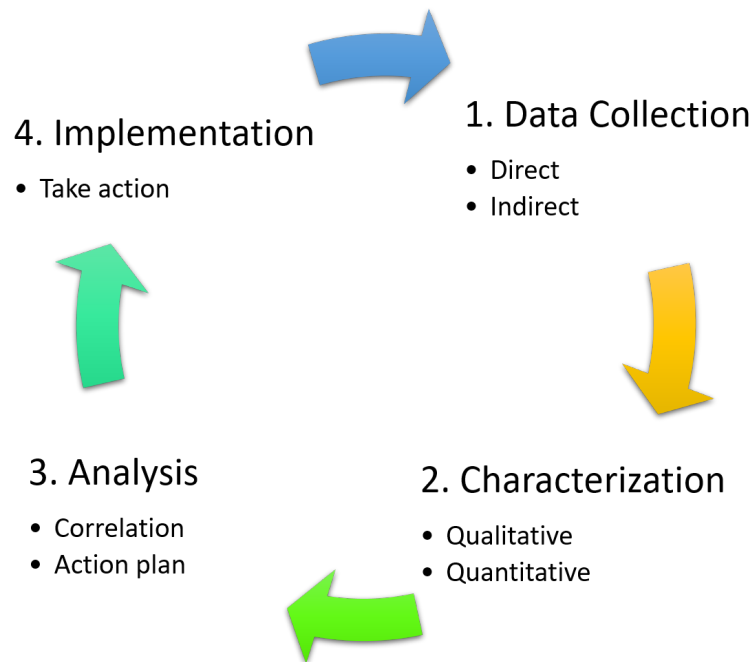 1. Data Collection
• Direct
• Indirect
2. Characterization
• Qualitative
• Quantitative
3. Analysis
• Correlation
• Action plan
4. Implementation
• Take action